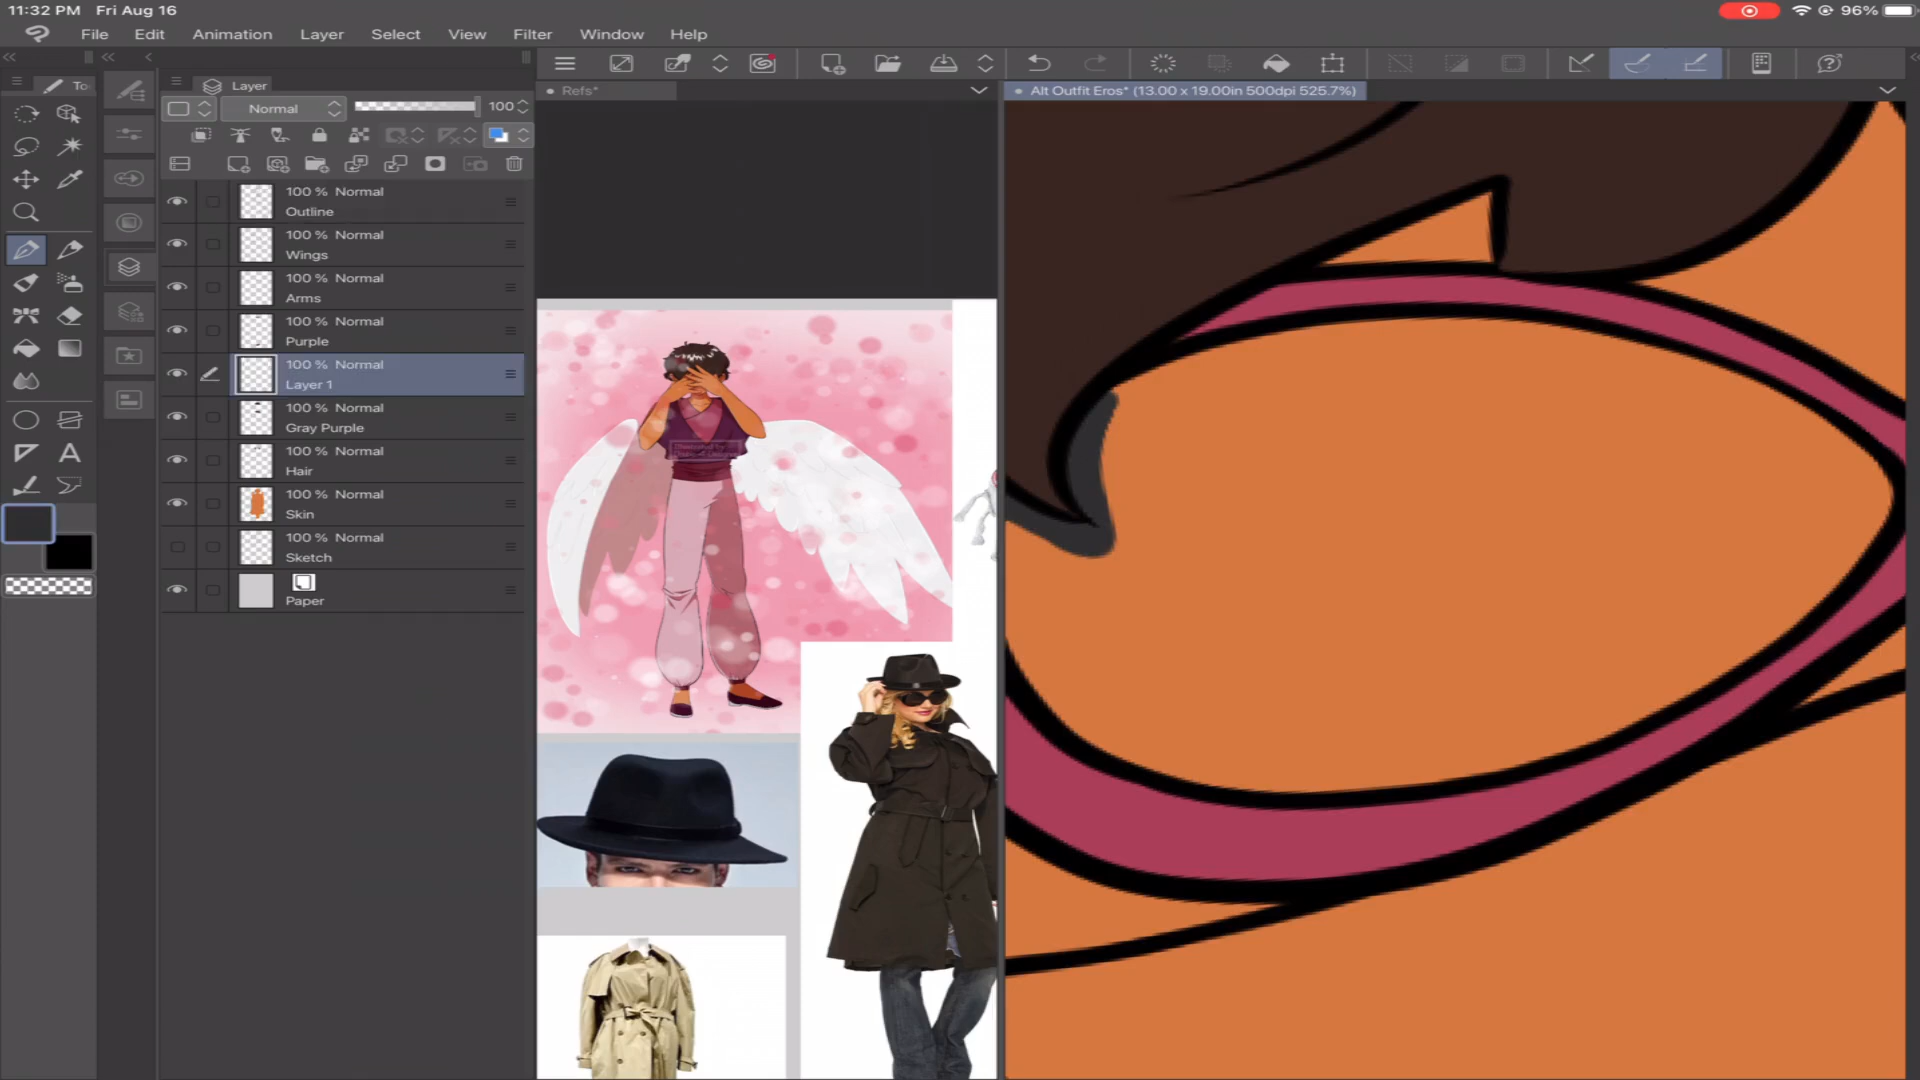 11:32 PM Fri Aug 16
96%
File Edit Animation Layer Select View Filter Window Help
To
Layer
Normal
100
Refs*
Alt Outfit Eros* (13.00 x 19.00in 500dpi 525.7%)
100 % Normal
Outline
100 % Normal
Wings
100 % Normal
Arms
100 % Normal
Purple
100 % Normal
Layer 1
100 % Normal
Gray Purple
100 % Normal
Hair
100 % Normal
Skin
100 % Normal
Sketch
Paper
A